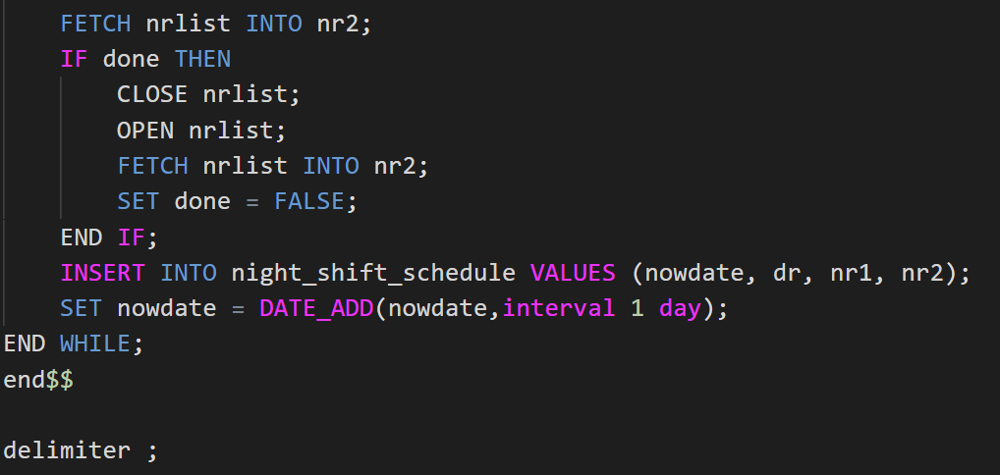 FETCH nrlist INTO nr2;
IF done THEN
CLOSE nrlist;
OPEN nrlist;
FETCH nrlist INTO nr2;
SET done = FALSE;
END IF;
INSERT INTO night_shift_schedule VALUES (nowdate, dr, nr1, nr2);
SET nowdate = DATE_ADD(nowdate,interval 1 day);
END WHILE;
end$$
delimiter ;